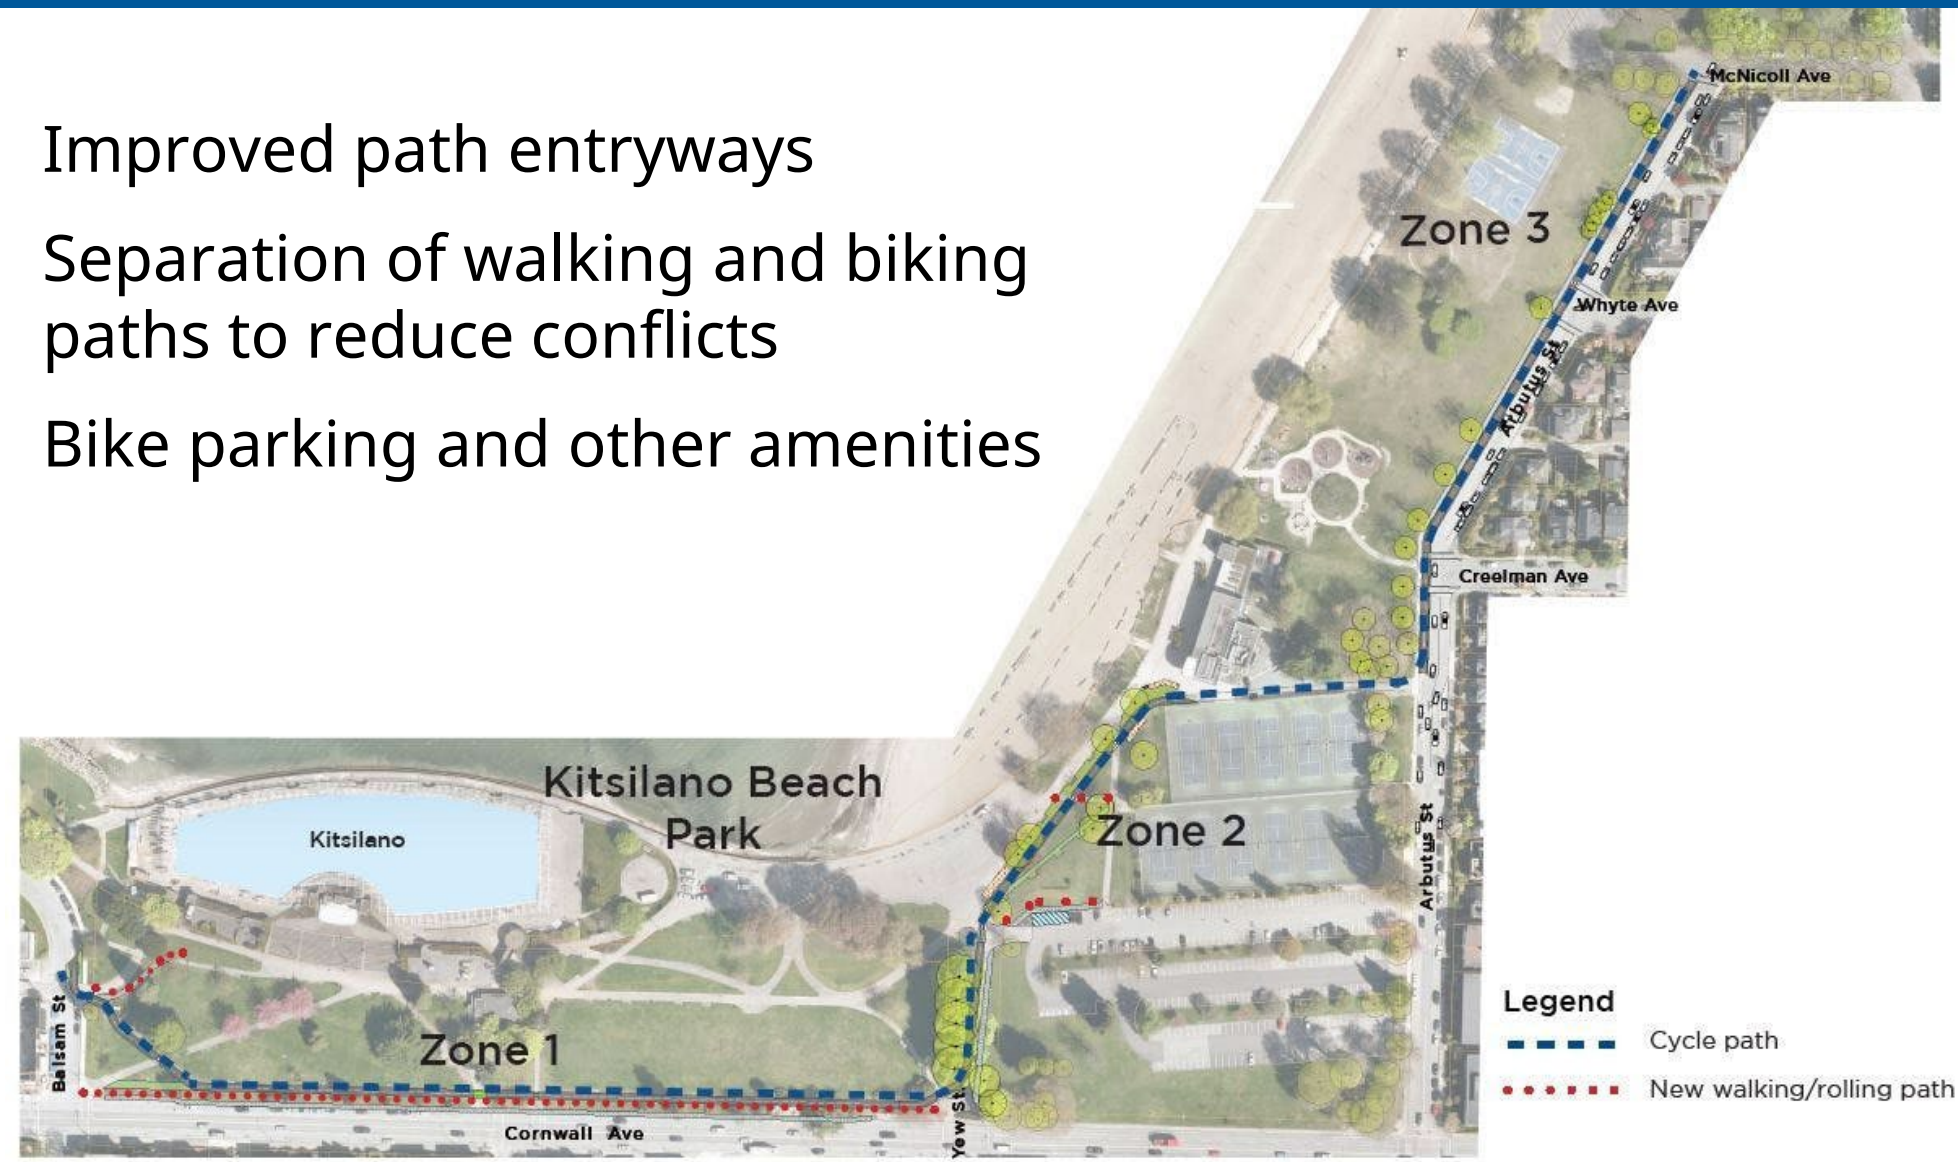 Improved path entryways
Separation of walking and biking
paths to reduce conflicts
Bike parking and other amenities
McNicoll Ave
Zone 3
Whyte Ave
Arbutus St
Creelman Ave
Kitsilano Beach
Park
Kitsilano
Zone 2
Arbutus St
Balsam St
Zone 1
Yew St
Cornwall Ave
Legend
Cycle path
New walking/rolling path